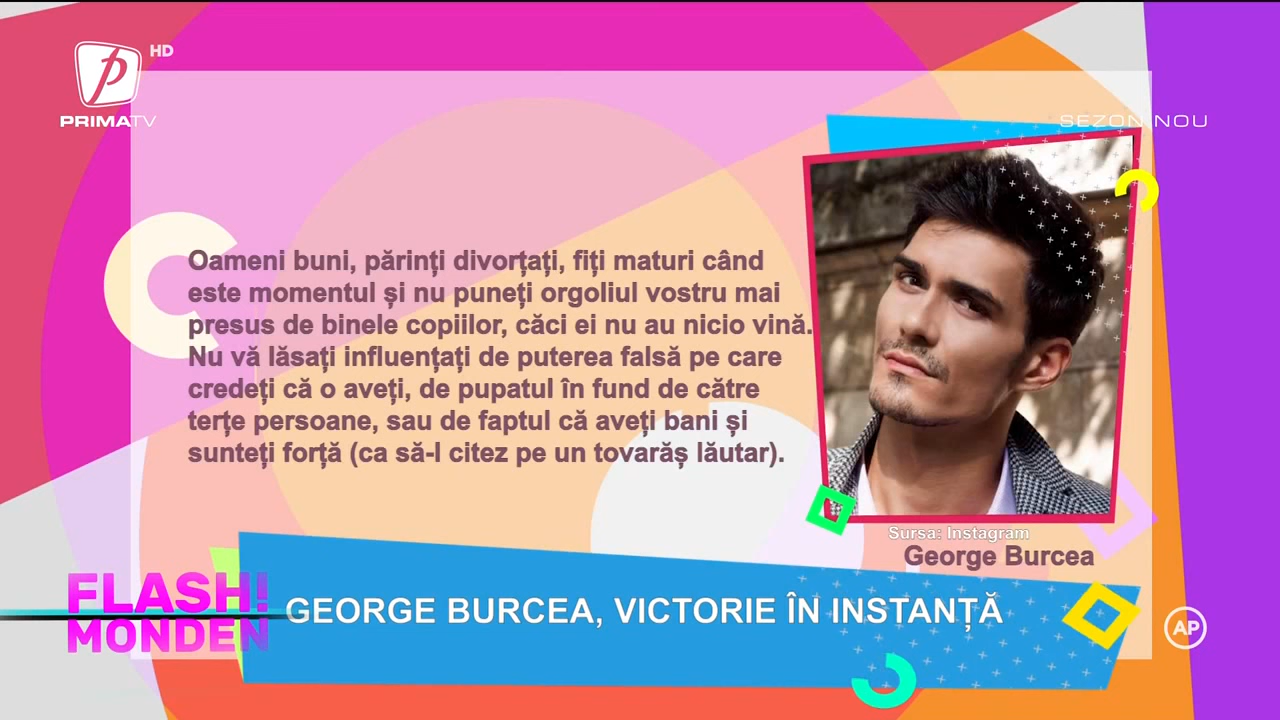 HD
PRIMATV
SEZON NOU
Oameni buni, părinți divorțați, fiți maturi când
este momentul și nu puneți orgoliul vostru mai
presus de binele copiilor, căci ei nu au nicio vină.
Nu vă lăsați influențați de puterea falsă pe care
credeți că o aveți, de pupatul în fund de către
terțe persoane, sau de faptul că aveți bani și
sunteți forță (ca să-l citez pe un tovarăș lăutar).
Sursa: Instagram
George Burcea
FLASH!
MONDEN
GEORGE BURCEA, VICTORIE ÎN INSTANȚĂ
AP